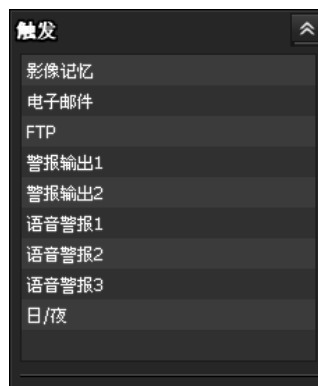 触发
影像记忆
电子邮件
FTP
警报输出1
警报输出2
语音警报1
语音警报2
语音警报3
日/夜